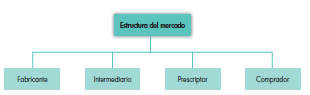 Estructura del mercado
Fabricante
Intermediario
Prescriptor
Comprador